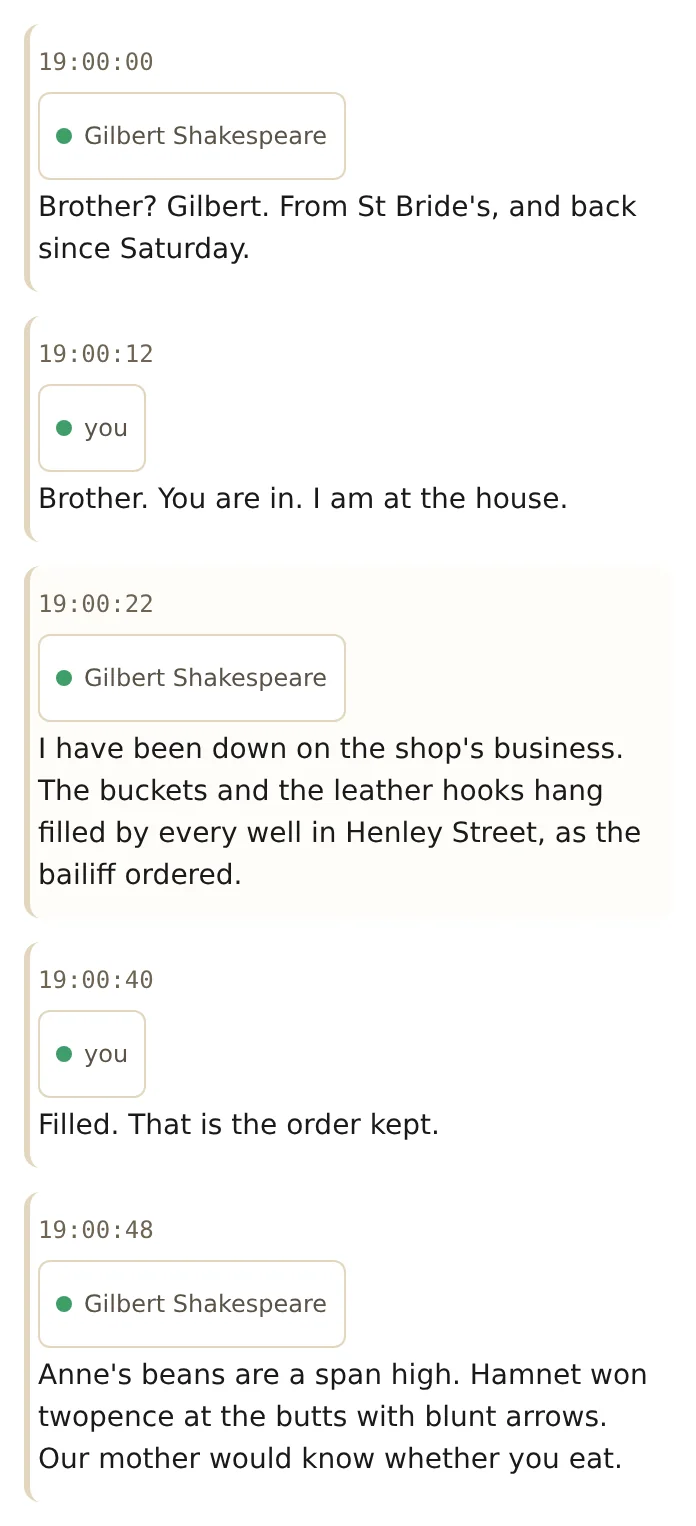 19:00:00
Gilbert Shakespeare
Brother? Gilbert. From St Bride's, and back
since Saturday.
19:00:12
you
Brother. You are in. I am at the house.
19:00:22
Gilbert Shakespeare
I have been down on the shop's business.
The buckets and the leather hooks hang
filled by every well in Henley Street, as the
bailiff ordered.
19:00:40
you
Filled. That is the order kept.
19:00:48
Gilbert Shakespeare
Anne's beans are a span high. Hamnet won
twopence at the butts with blunt arrows.
Our mother would know whether you eat.